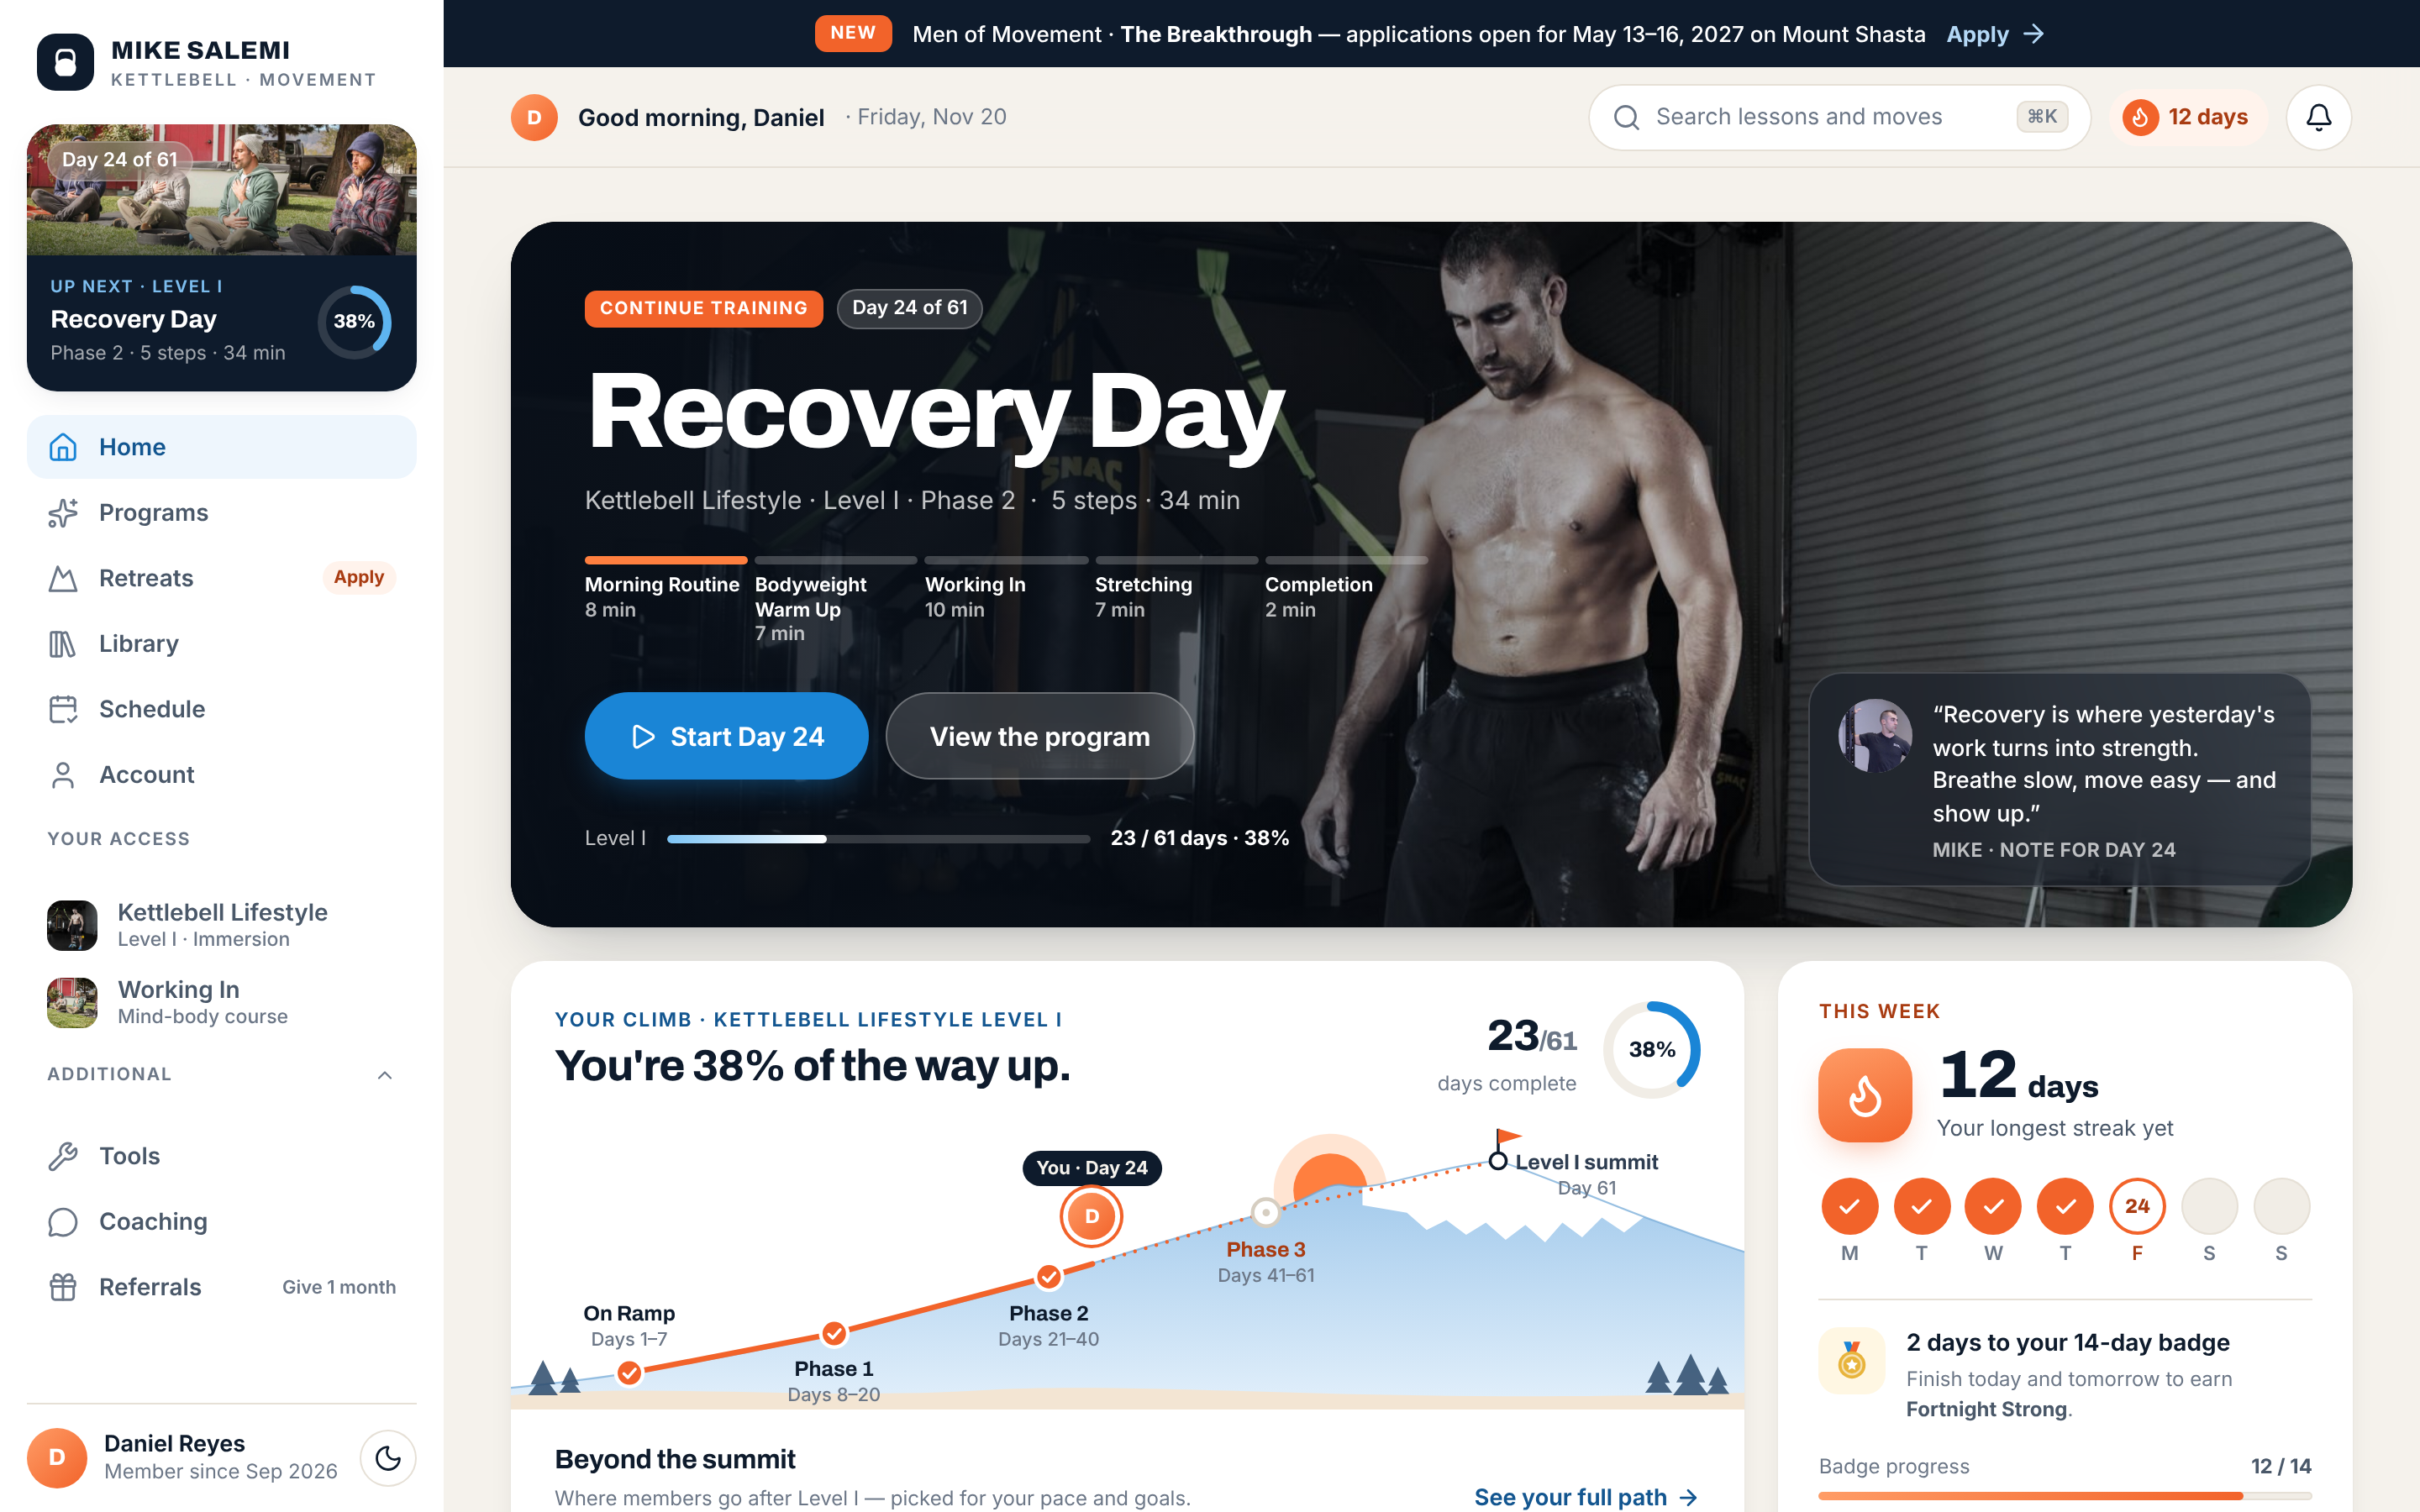 MIKE SALEMI
KETTLEBELL · MOVEMENT
Day 24 of 61
UP NEXT · LEVEL I
Recovery Day
Phase 2 · 5 steps · 34 min
38%
Home
Programs
Retreats
Apply
Library
Schedule
Account
YOUR ACCESS
Kettlebell Lifestyle
Level I · Immersion
Working In
Mind-body course
ADDITIONAL
Tools
Coaching
Referrals
Give 1 month
D
Daniel Reyes
Member since Sep 2026
NEW
Men of Movement · The Breakthrough — applications open for May 13–16, 2027 on Mount Shasta
Apply →
D
Good morning, Daniel
· Friday, Nov 20
Search lessons and moves
⌘K
12 days
CONTINUE TRAINING
Day 24 of 61
Recovery Day
SNAC
Kettlebell Lifestyle · Level I · Phase 2 · 5 steps · 34 min
Morning Routine
8 min
Bodyweight
Warm Up
7 min
Working In
10 min
Stretching
7 min
Completion
2 min
Start Day 24
View the program
Level I
23 / 61 days · 38%
SNAC
“Recovery is where yesterday's
work turns into strength.
Breathe slow, move easy — and
show up.”
MIKE · NOTE FOR DAY 24
YOUR CLIMB · KETTLEBELL LIFESTYLE LEVEL I
You're 38% of the way up.
23/61
days complete
38%
You · Day 24
D
Level I summit
Day 61
Phase 3
Days 41–61
Phase 2
Days 21–40
On Ramp
Days 1–7
Phase 1
Days 8–20
Beyond the summit
Where members go after Level I — picked for your pace and goals.
See your full path →
THIS WEEK
12 days
Your longest streak yet
24
M T W T F S S
2 days to your 14-day badge
Finish today and tomorrow to earn
Fortnight Strong.
Badge progress
12 / 14